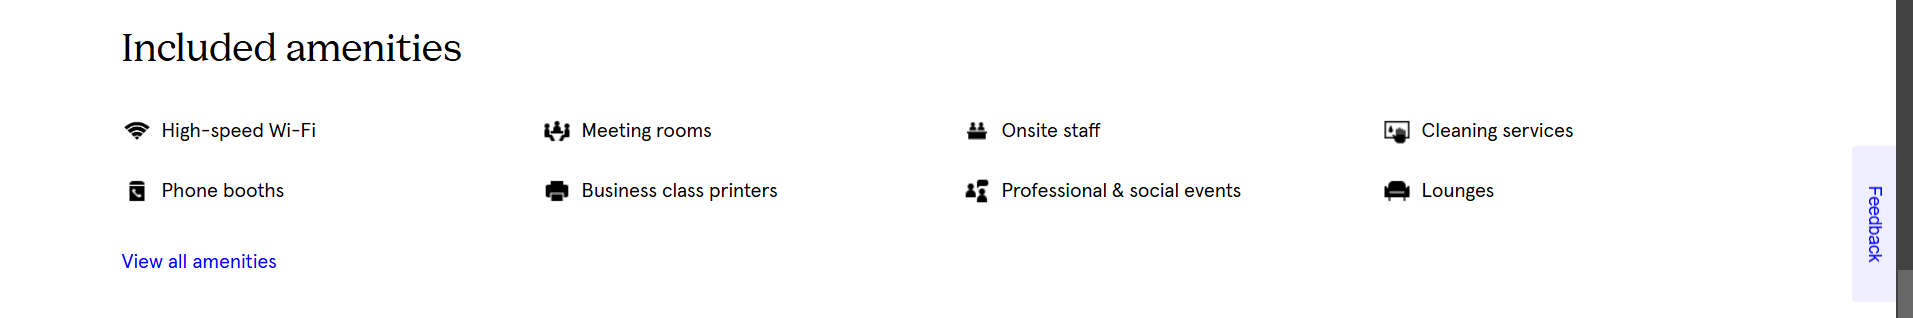 Included amenities
High-speed Wi-Fi
Meeting rooms
Onsite staff
Cleaning services
Phone booths
Business class printers
Professional & social events
Lounges
View all amenities
Feedback